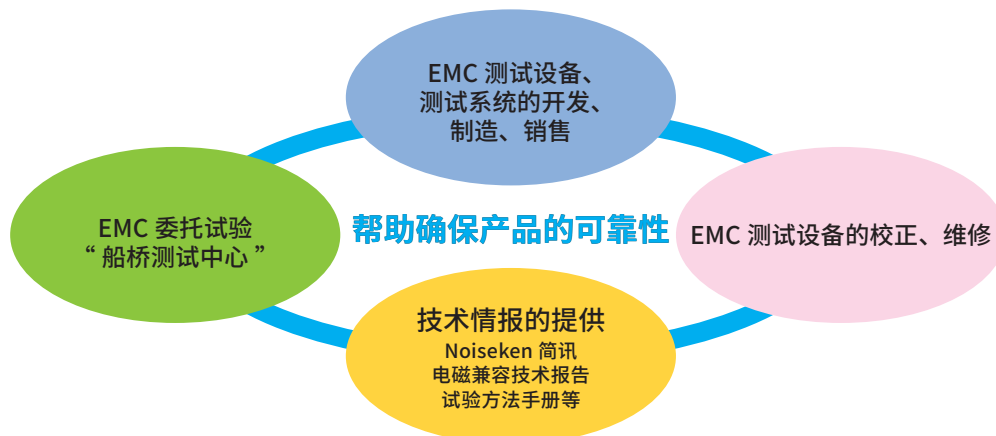 EMC 测试设备、
测试系统的开发、
制造、销售
EMC 委托试验
“ 船桥测试中心 ”
帮助确保产品的可靠性
EMC 测试设备的校正、维修
技术情报的提供
Noiseken 简讯
电磁兼容技术报告
试验方法手册等